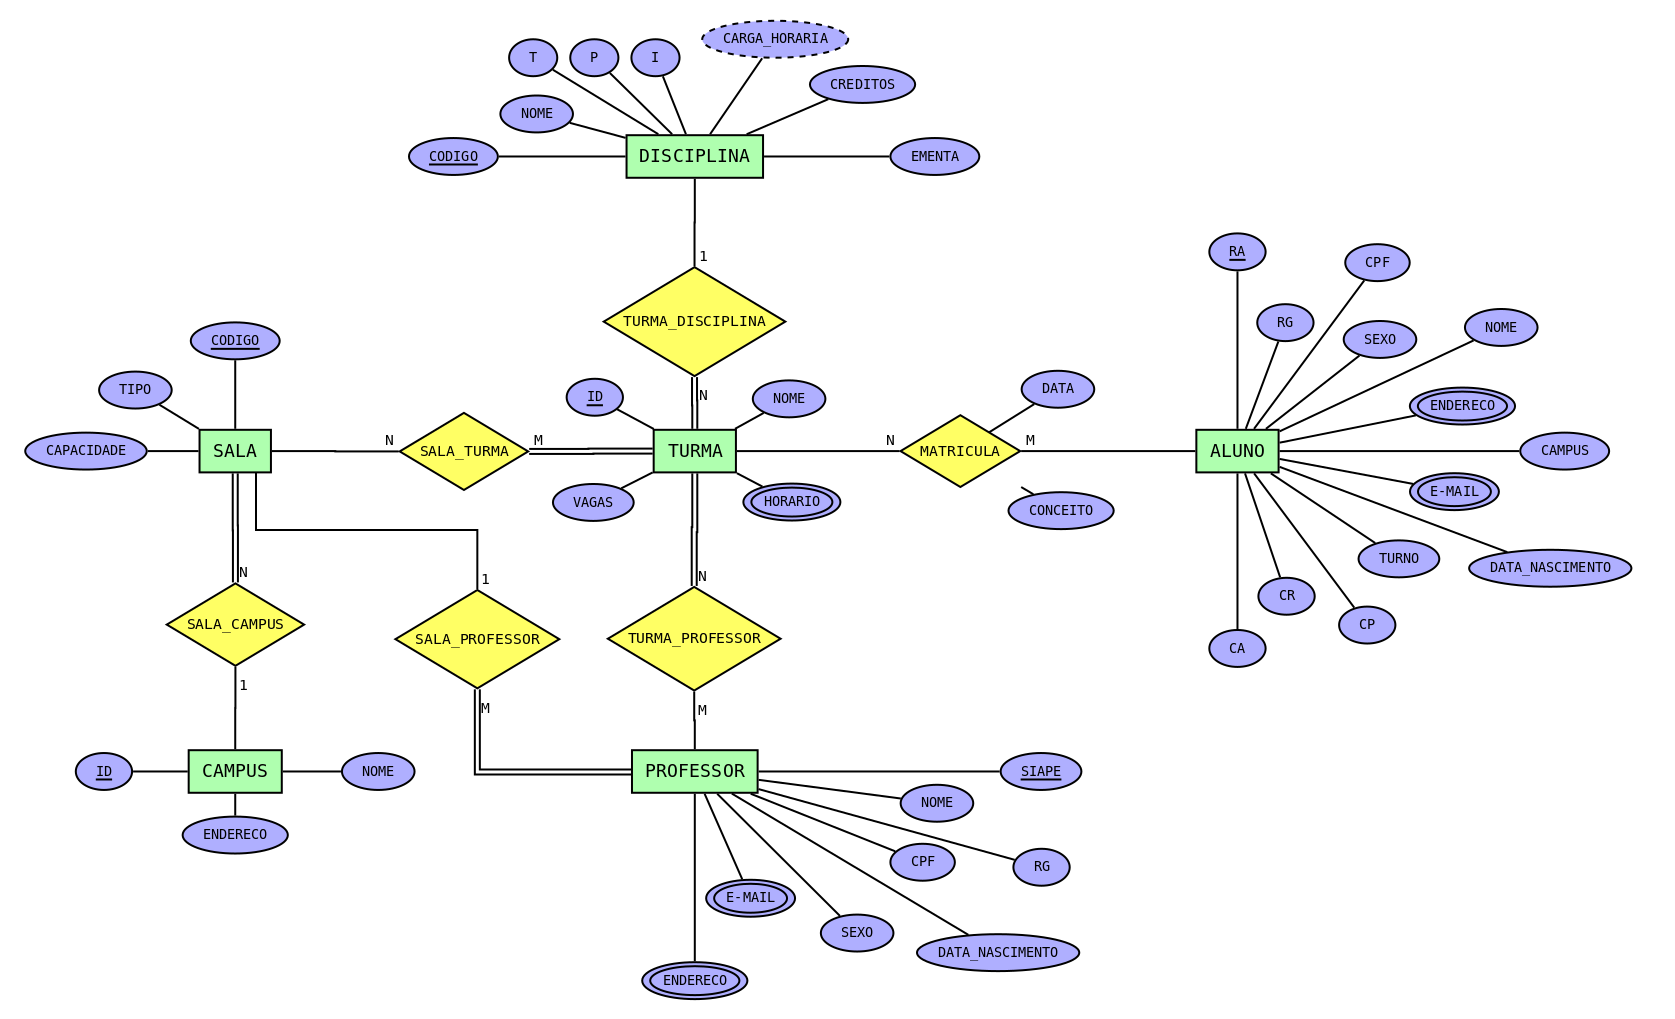 CARGA_HORARIA
T
P
I
CREDITOS
NOME
CODIGO
DISCIPLINA
EMENTA
1
TURMA_DISCIPLINA
N
RA
CPF
RG
SEXO
NOME
ENDERECO
CODIGO
TIPO
CAPACIDADE
SALA
N
SALA_TURMA
M
ID
NOME
TURMA
VAGAS
HORARIO
N
MATRICULA
M
DATA
CONCEITO
ALUNO
CAMPUS
E-MAIL
TURNO
DATA_NASCIMENTO
CR
CP
CA
N
SALA_CAMPUS
1
1
SALA_PROFESSOR
M
N
TURMA_PROFESSOR
M
ID
CAMPUS
NOME
ENDERECO
PROFESSOR
SIAPE
NOME
CPF
RG
E-MAIL
SEXO
DATA_NASCIMENTO
ENDERECO